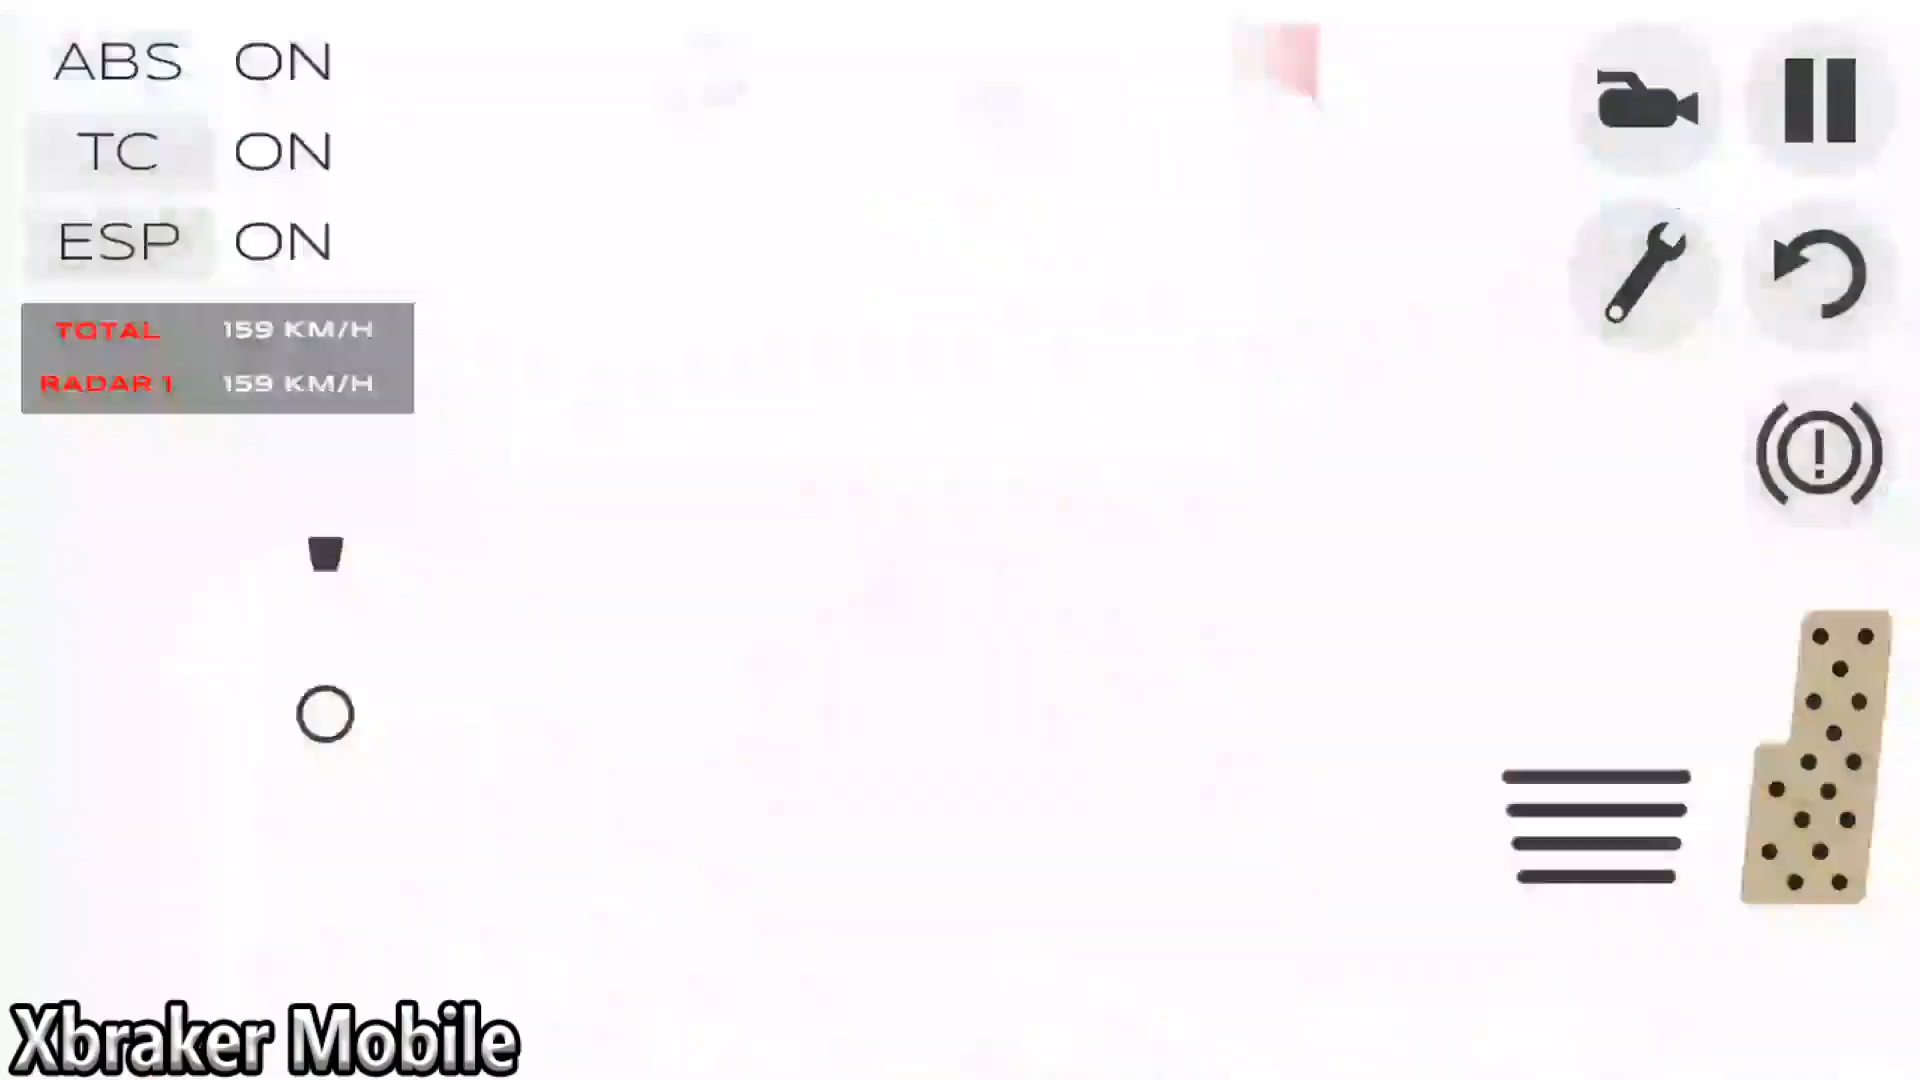 ABS ON
TC ON
ESP ON
TOTAL 159 KM/H
RADAR 1 159 KM/H
Xbraker Mobile